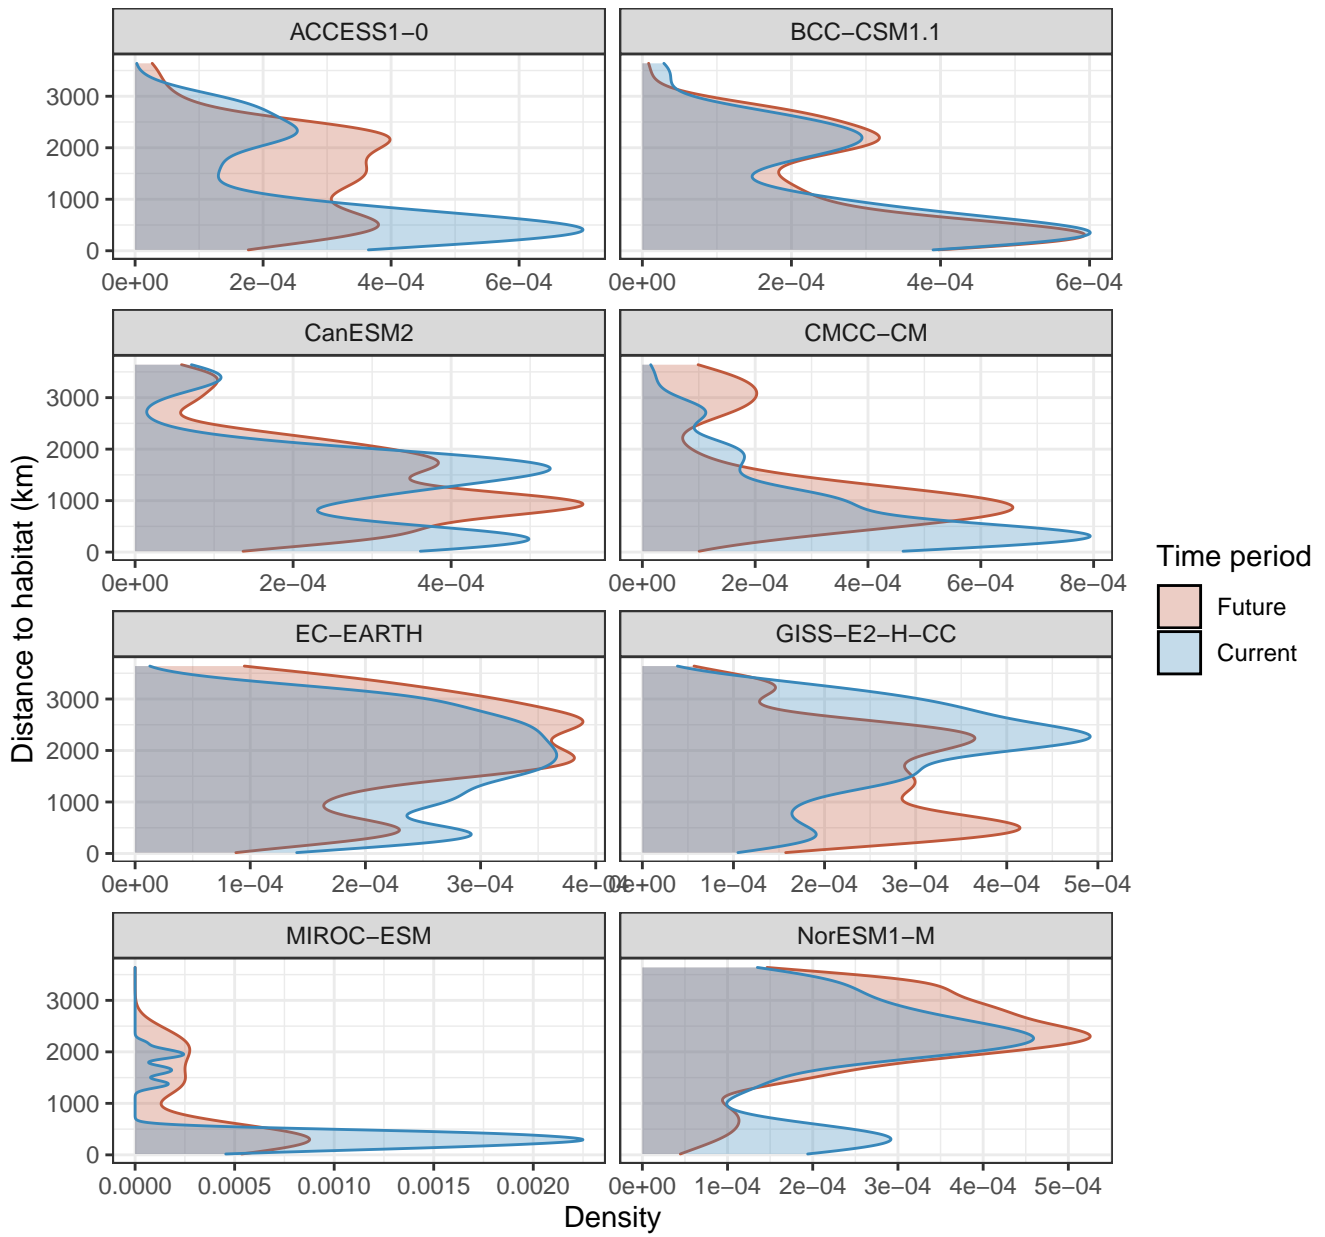 ACCESS1−0
BCC−CSM1.1
3000
2000
1000
0
0e+00 2e−04 4e−04 6e−04
0e+00 2e−04 4e−04 6e−04
CanESM2
CMCC−CM
3000
2000
1000
0
0e+00 2e−04 4e−04
0e+00 2e−04 4e−04 6e−04 8e−04
EC−EARTH
GISS−E2−H−CC
3000
2000
1000
0
0e+00 1e−04 2e−04 3e−04 4e−04
0e+00 1e−04 2e−04 3e−04 4e−04 5e−04
MIROC−ESM
NorESM1−M
3000
2000
1000
0
0.0000 0.0005 0.0010 0.0015 0.0020
0e+00 1e−04 2e−04 3e−04 4e−04 5e−04
Density
Distance to habitat (km)
Time period
Future
Current